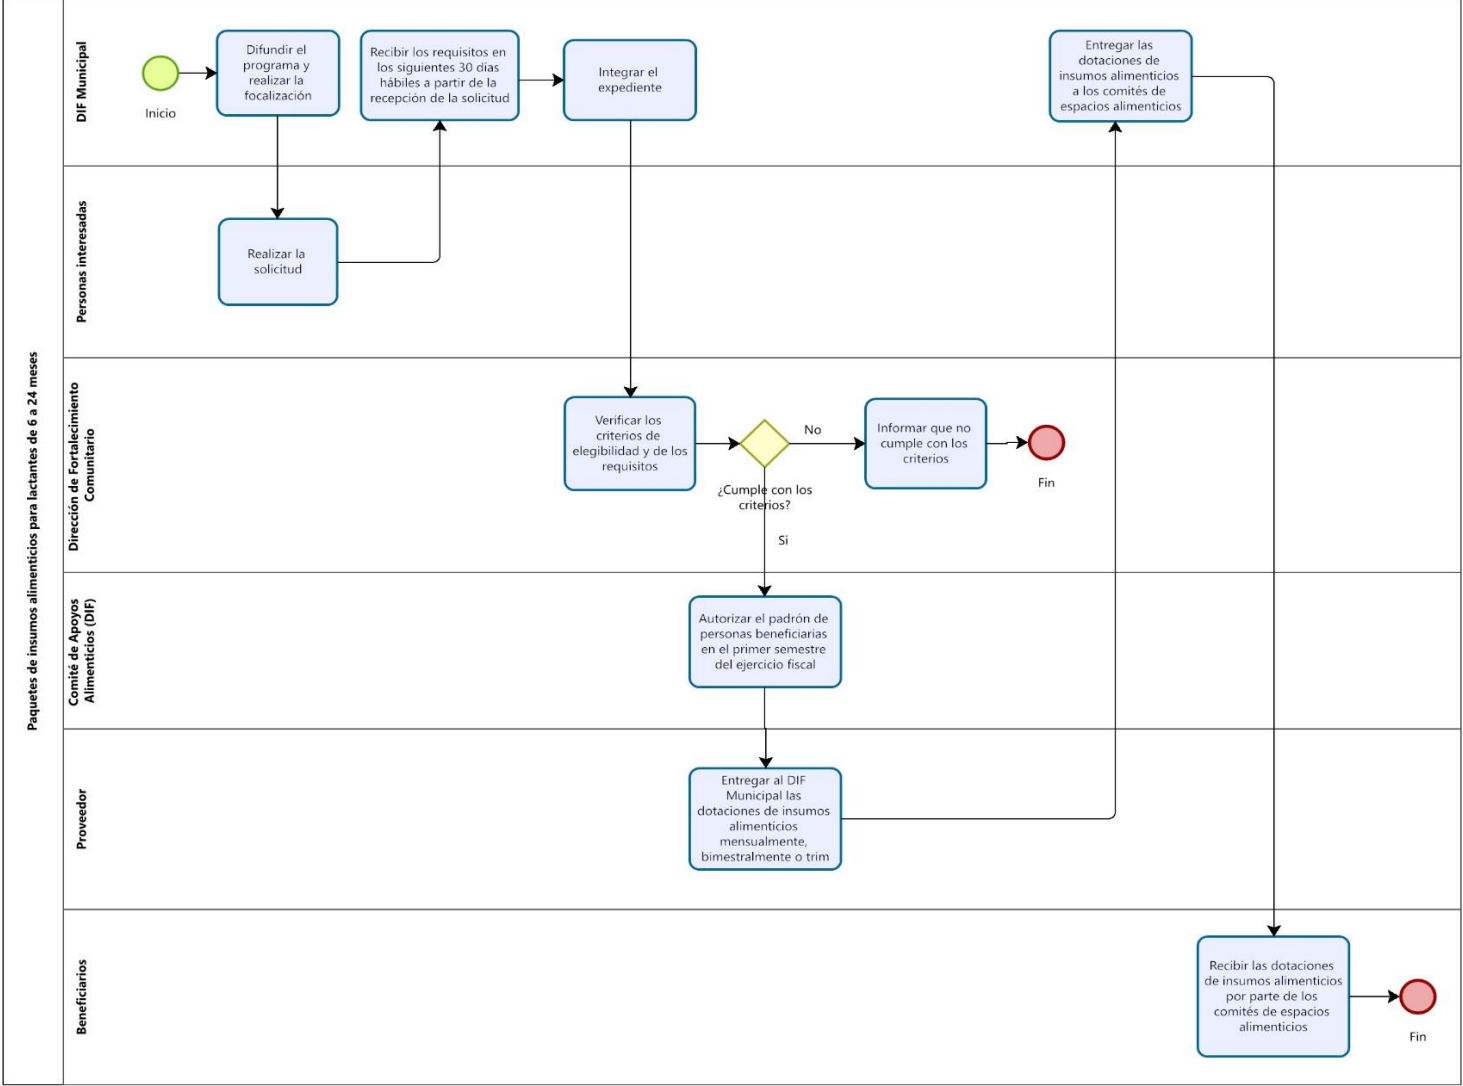 Paquetes de insumos alimenticios para lactantes de 6 a 24 meses
DIF Municipal
Inicio
Difundir el
programa y
realizar la
focalización
Recibir los requisitos en
los siguientes 30 días
hábiles a partir de la
recepción de la solicitud
Integrar el
expediente
Entregar las
dotaciones de
insumos alimenticios
a los comités de
espacios alimenticios
Personas interesadas
Realizar la
solicitud
Dirección de Fortalecimiento
Comunitario
Verificar los
criterios de
elegibilidad y de los
requisitos
¿Cumple con los
criterios?
No
Si
Informar que no
cumple con los
criterios
Fin
Comité de Apoyos
Alimenticios (DIF)
Autorizar el padrón de
personas beneficiarias
en el primer semestre
del ejercicio fiscal
Proveedor
Entregar al DIF
Municipal las
dotaciones de insumos
alimenticios
mensualmente,
bimestralmente o trim
Beneficiarios
Recibir las dotaciones
de insumos alimenticios
por parte de los
comités de espacios
alimenticios
Fin